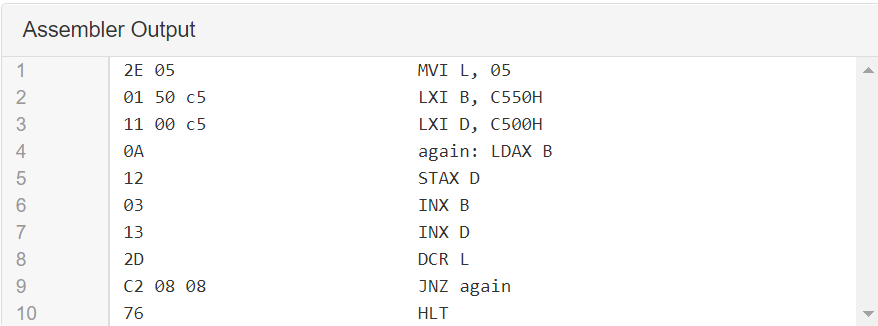 Assembler Output
1 2E 05 MVI L, 05
2 01 50 c5 LXI B, C550H
3 11 00 c5 LXI D, C500H
4 0A again: LDAX B
5 12 STAX D
6 03 INX B
7 13 INX D
8 2D DCR L
9 C2 08 08 JNZ again
10 76 HLT